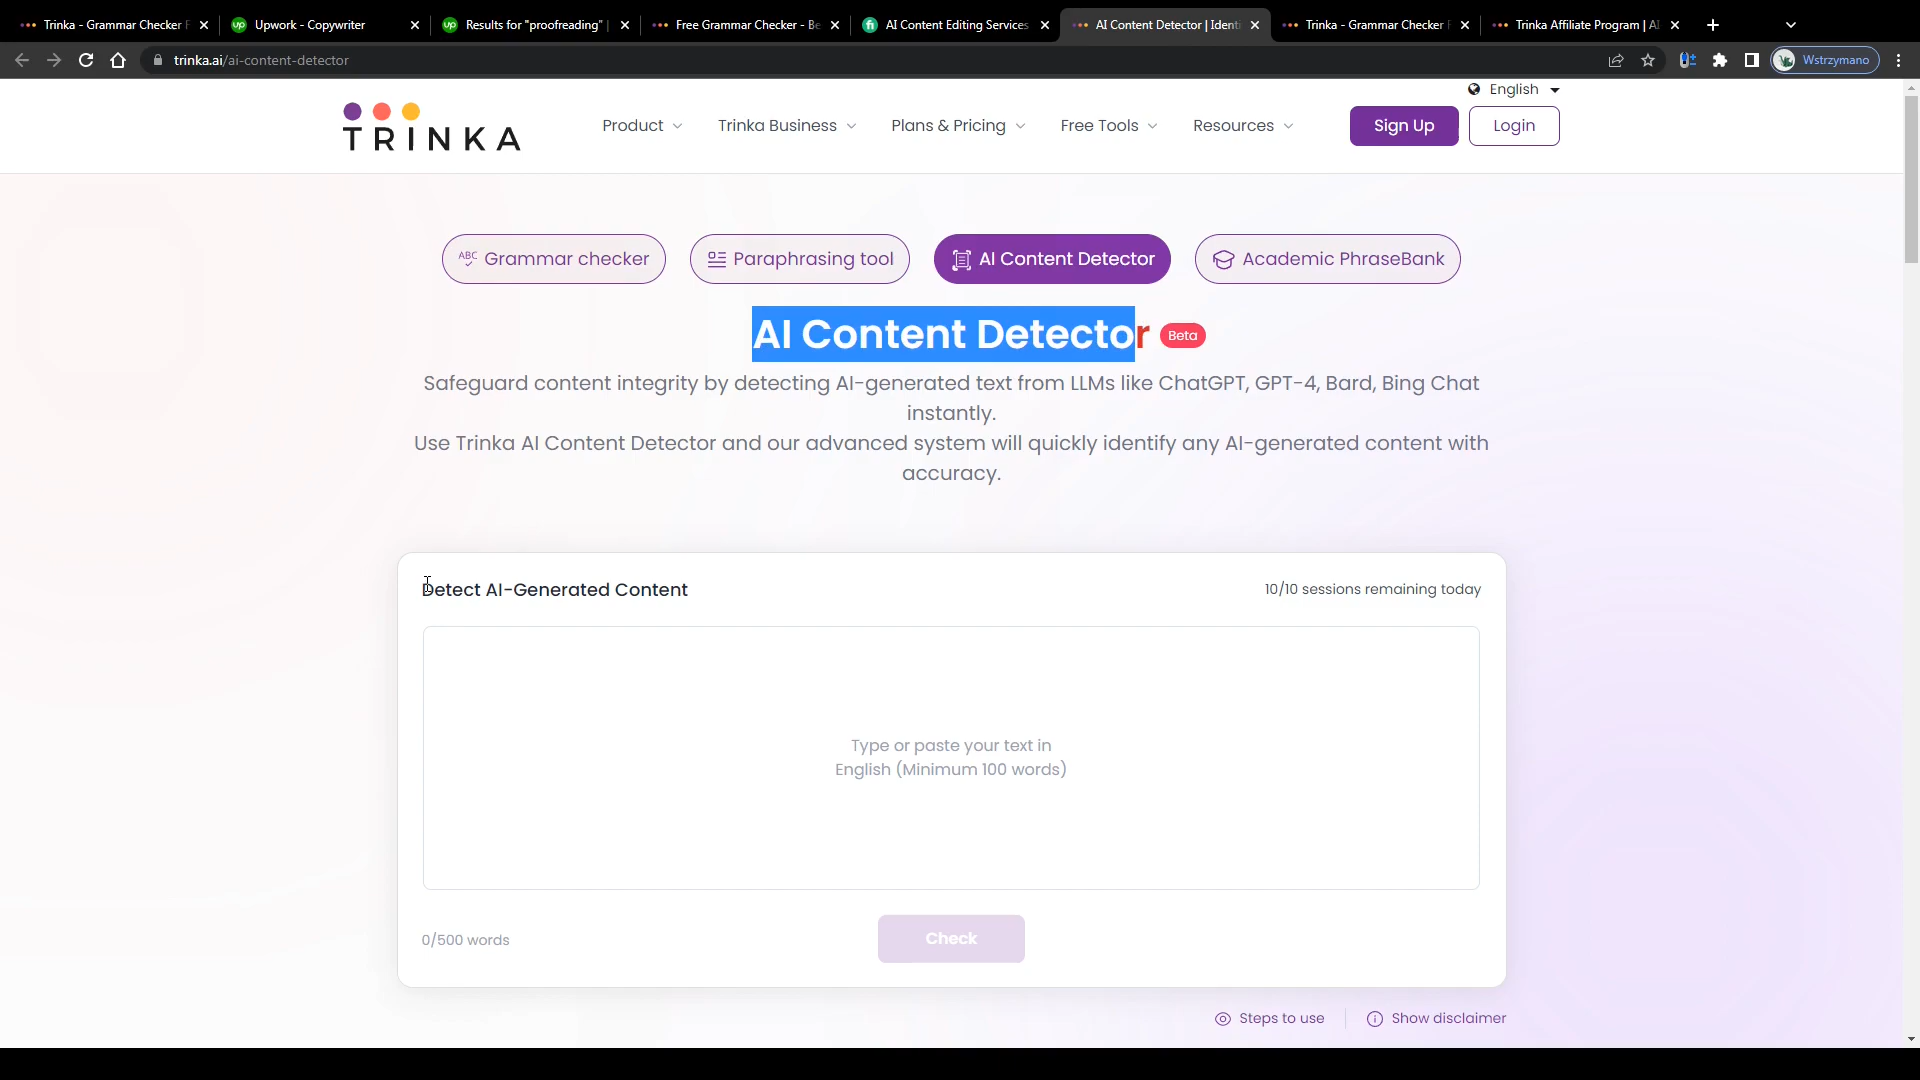 Trinka - Grammar Checker F
Upwork - Copywriter
Results for "proofreading" |
Free Grammar Checker - Be
AI Content Editing Services
AI Content Detector | Identi
Trinka - Grammar Checker F
Trinka Affiliate Program | AI
trinka.ai/ai-content-detector
Wstrzymano
English
TRINKA
Product
Trinka Business
Plans & Pricing
Free Tools
Resources
Sign Up
Login
ABC Grammar checker
Paraphrasing tool
AI Content Detector
Academic PhraseBank
AI Content Detector Beta
Safeguard content integrity by detecting AI-generated text from LLMs like ChatGPT, GPT-4, Bard, Bing Chat
instantly.
Use Trinka AI Content Detector and our advanced system will quickly identify any AI-generated content with
accuracy.
Detect AI-Generated Content
10/10 sessions remaining today
Type or paste your text in
English (Minimum 100 words)
0/500 words
Check
Steps to use
Show disclaimer